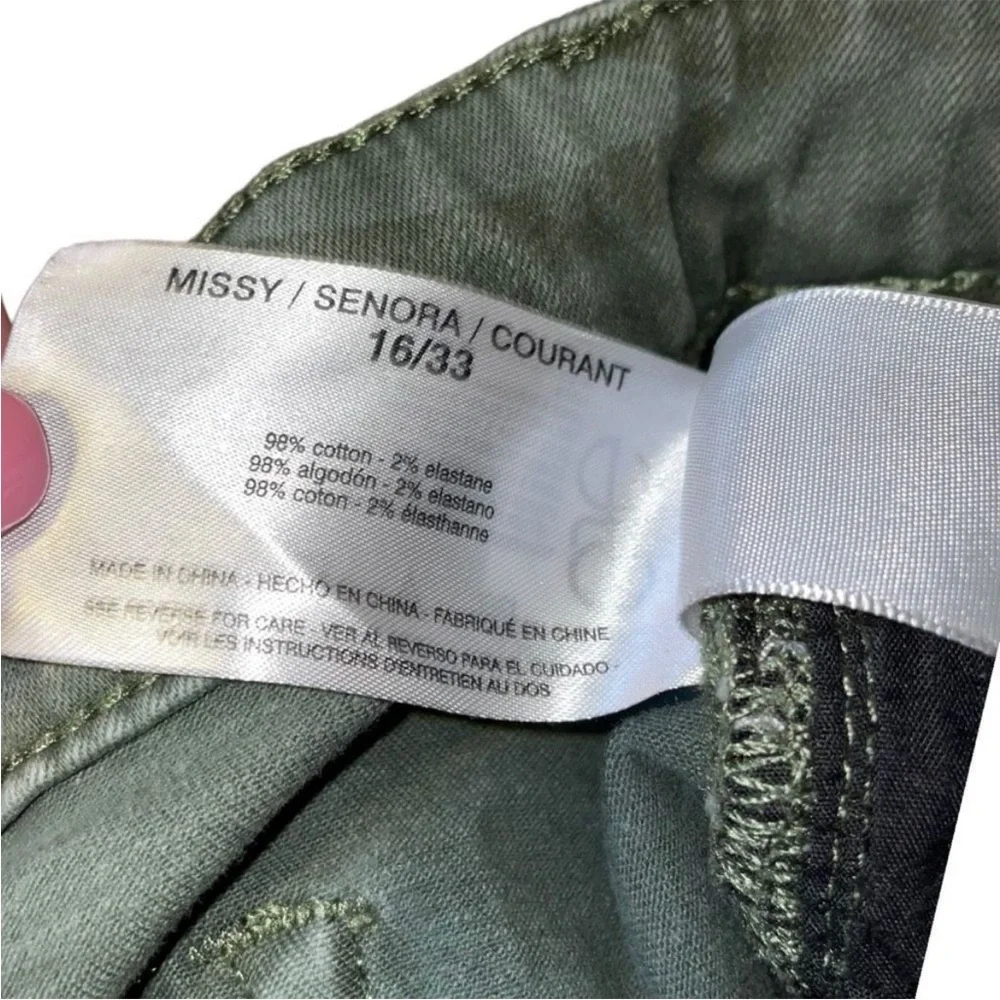 MISSY / SENORA / COURANT
16/33
98% cotton - 2% elastane
98% algodón - 2% elastano
98% coton - 2% élasthanne
MADE IN CHINA - HECHO EN CHINA - FABRIQUÉ EN CHINE
SEE REVERSE FOR CARE - VER AL REVERSO PARA EL CUIDADO -
VOIR LES INSTRUCTIONS D'ENTRETIEN AU DOS